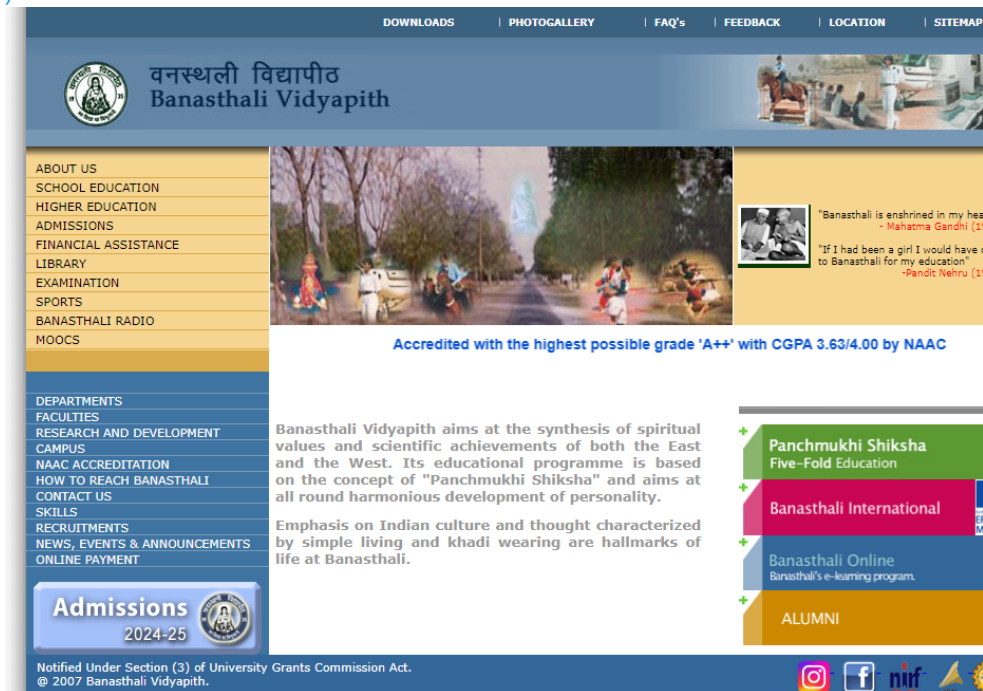 DOWNLOADS | PHOTOGALLERY | FAQ's | FEEDBACK | LOCATION | SITEMAP
वनस्थली विद्यापीठ
Banasthali Vidyapith
ABOUT US
SCHOOL EDUCATION
HIGHER EDUCATION
ADMISSIONS
FINANCIAL ASSISTANCE
LIBRARY
EXAMINATION
SPORTS
BANASTHALI RADIO
MOOCS
"Banasthali is enshrined in my
- Mahatma Gandhi
"If I had been a girl I would have
to Banasthali for my education"
-Pandit Nehru
Accredited with the highest possible grade 'A++' with CGPA 3.63/4.00 by NAAC
DEPARTMENTS
FACULTIES
RESEARCH AND DEVELOPMENT
CAMPUS
NAAC ACCREDITATION
HOW TO REACH BANASTHALI
CONTACT US
SKILLS
RECRUITMENTS
NEWS, EVENTS & ANNOUNCEMENTS
ONLINE PAYMENT
Admissions
2024-25
Banasthali Vidyapith aims at the synthesis of spiritual
values and scientific achievements of both the East
and the West. Its educational programme is based
on the concept of "Panchmukhi Shiksha" and aims at
all round harmonious development of personality.
Emphasis on Indian culture and thought characterized
by simple living and khadi wearing are hallmarks of
life at Banasthali.
Panchmukhi Shiksha
Five-Fold Education
Banasthali International
Banasthali Online
Banasthali's e-learning program.
ALUMNI
Notified Under Section (3) of University Grants Commission Act.
@ 2007 Banasthali Vidyapith.
nirf